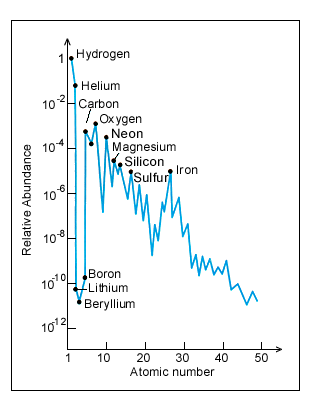 Hydrogen
1
Helium
10-2
Carbon
Oxygen
Neon
10-4
Magnesium
Silicon
Iron
Sulfur
10-6
10-8
Boron
10-10
Lithium
Beryllium
10-12
1 10 20 30 40 50
Atomic number
Relative Abundance